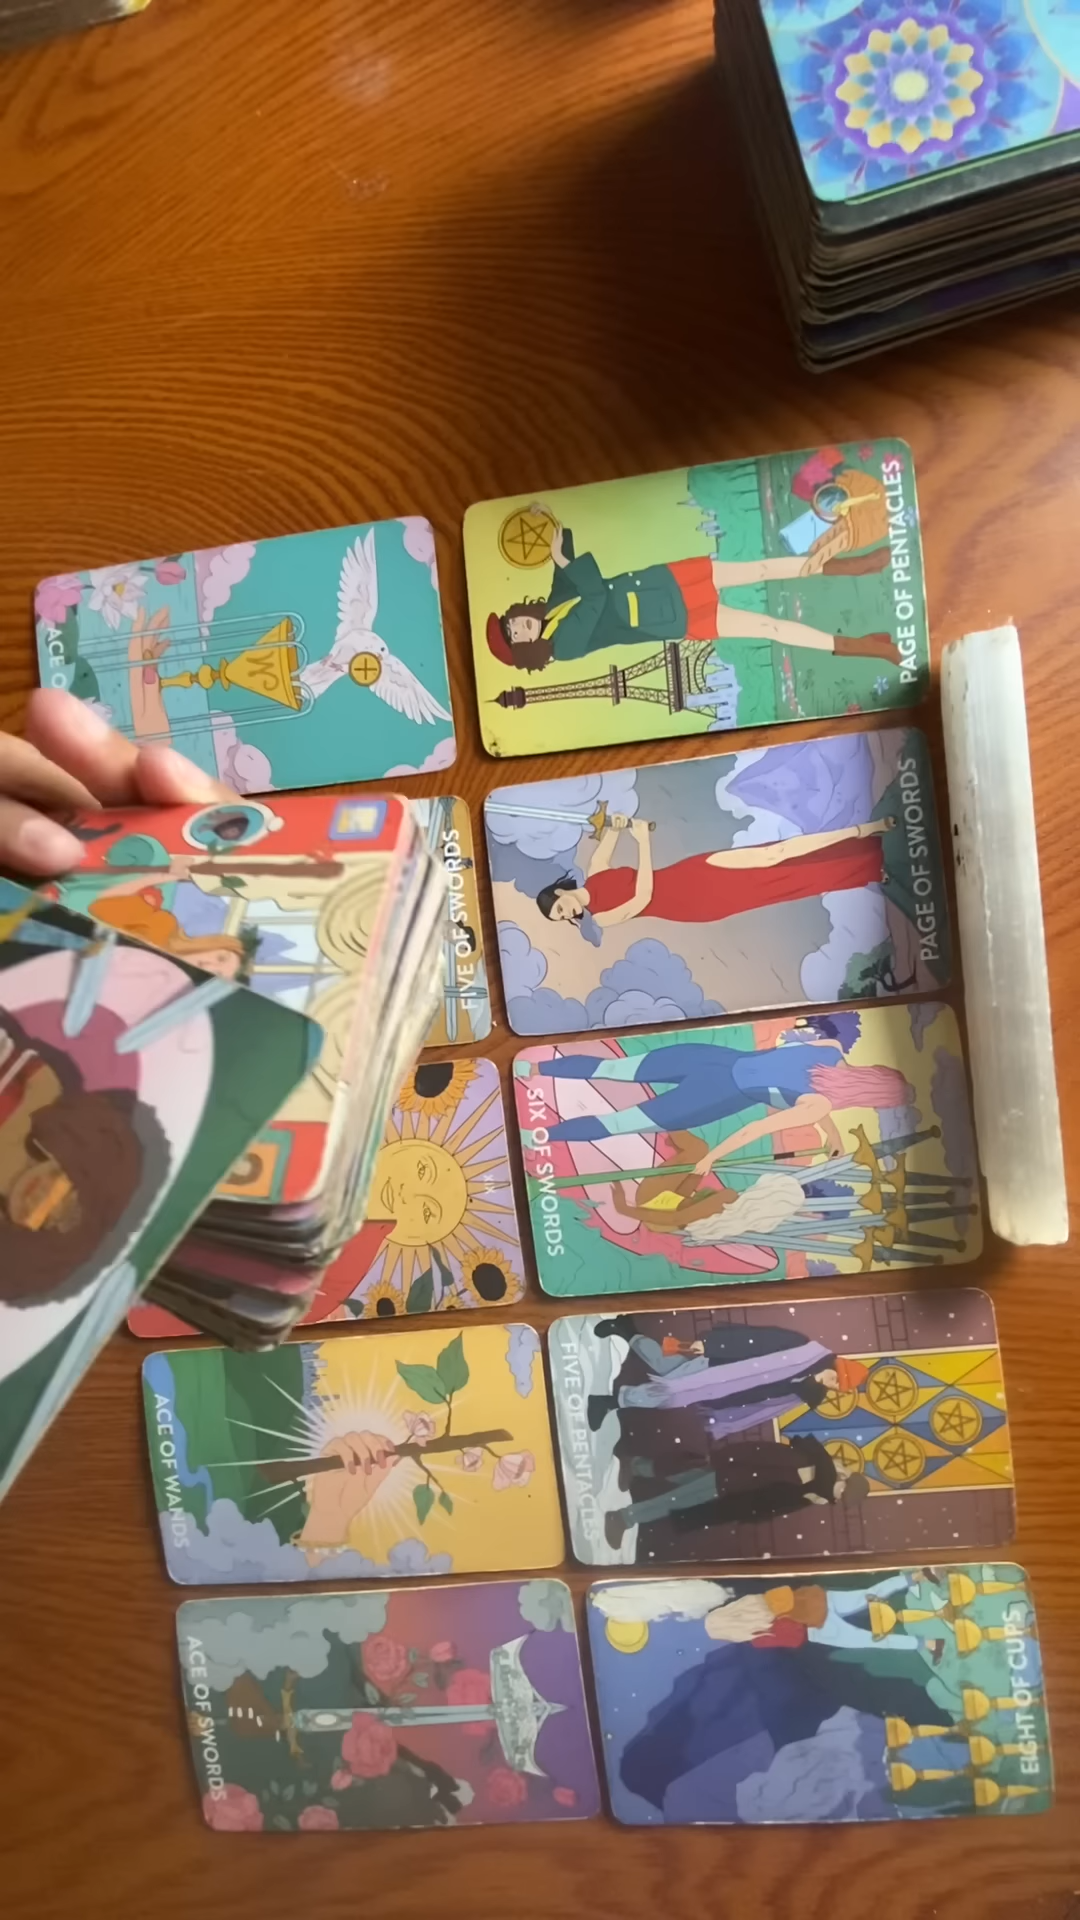 ACE O
PAGE OF PENTACLES
FIVE OF SWORDS
PAGE OF SWORDS
SIX OF SWORDS
ACE OF WANDS
FIVE OF PENTACLES
ACE OF SWORDS
EIGHT OF CUPS